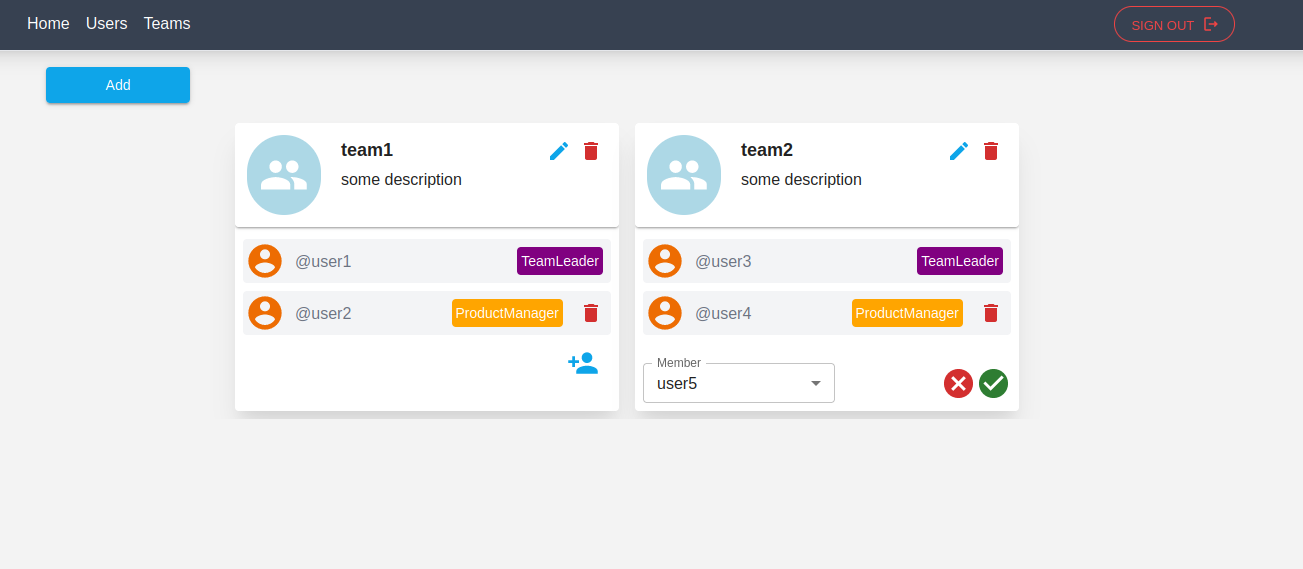 Home Users Teams
SIGN OUT
Add
team1
some description
@user1 TeamLeader
@user2 ProductManager
team2
some description
@user3 TeamLeader
@user4 ProductManager
Member
user5